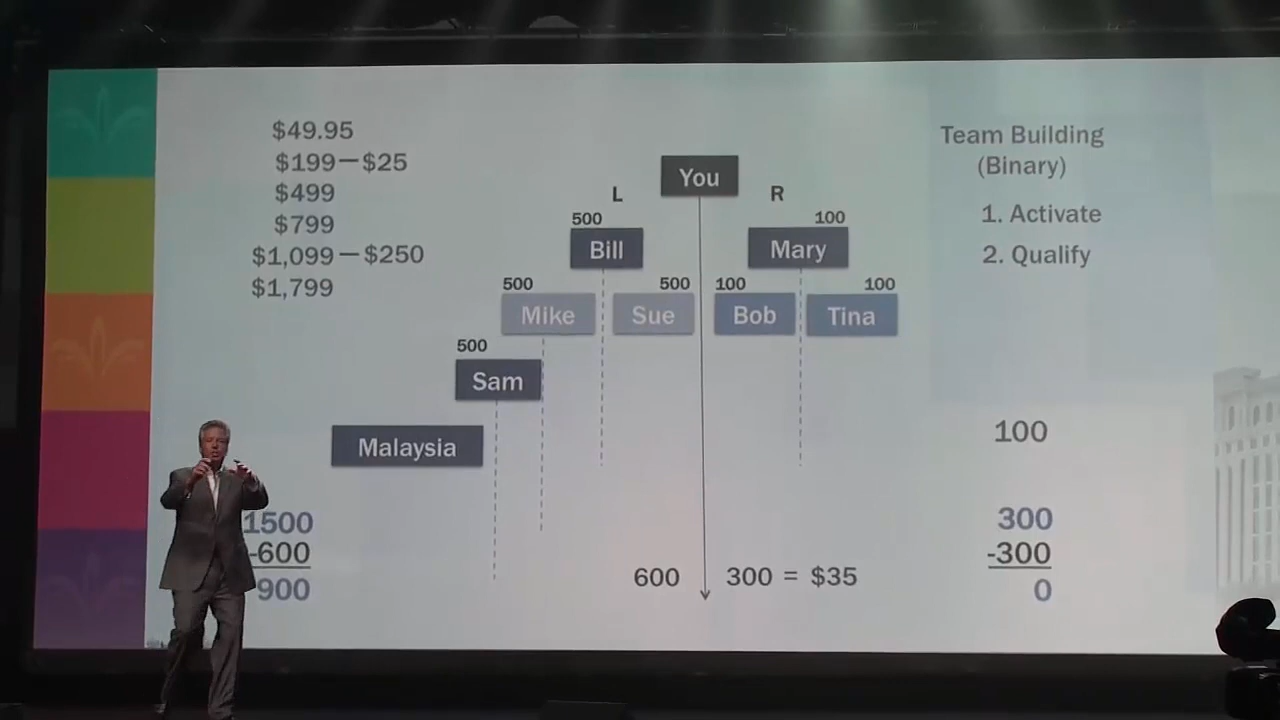 $49.95
$199—$25
$499
$799
$1,099—$250
$1,799
You
L
R
500
100
Bill
Mary
500
500
100
100
Mike
Sue
Bob
Tina
500
Sam
Malaysia
1500
-600
900
600
300 = $35
Team Building
(Binary)
1. Activate
2. Qualify
100
300
-300
0